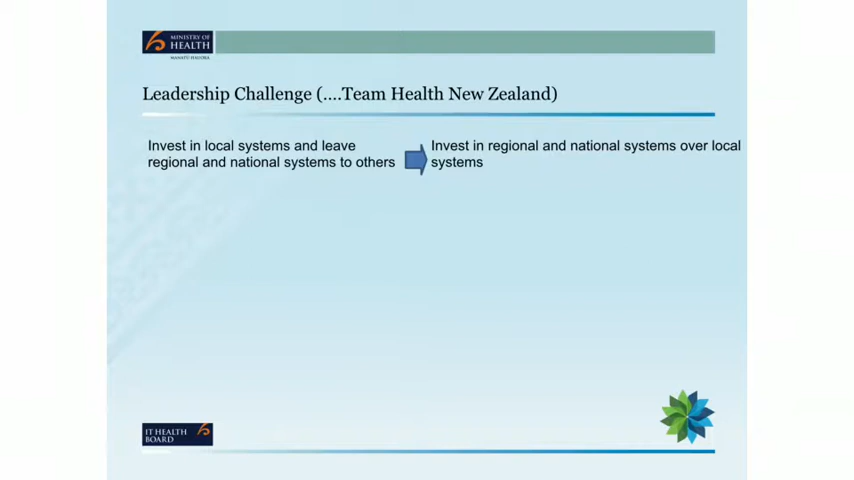 MINISTRY OF
HEALTH
MANATŪ HAUORA
Leadership Challenge (....Team Health New Zealand)
Invest in local systems and leave
regional and national systems to others
Invest in regional and national systems over local
systems
IT HEALTH
BOARD